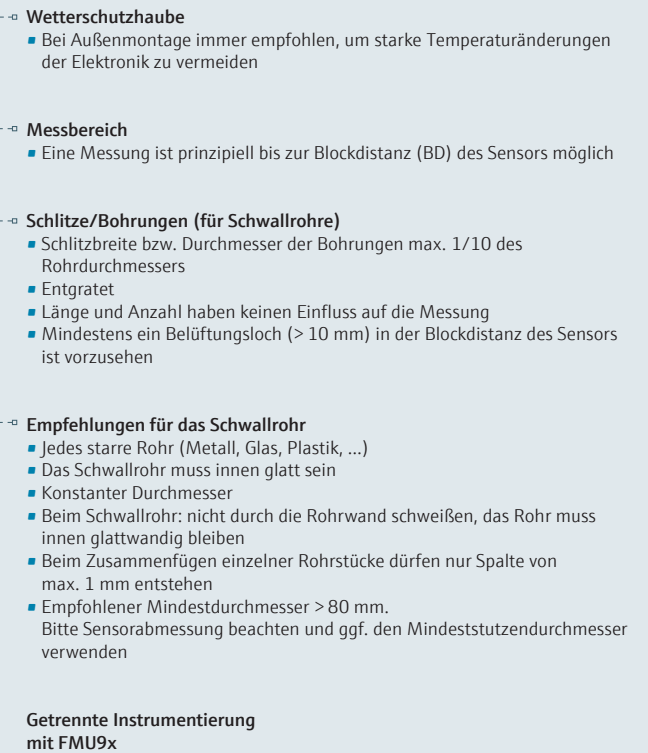 Wetterschutzhaube
▪ Bei Außenmontage immer empfohlen, um starke Temperaturänderungen
der Elektronik zu vermeiden
Messbereich
▪ Eine Messung ist prinzipiell bis zur Blockdistanz (BD) des Sensors möglich
Schlitze/Bohrungen (für Schwallrohre)
▪ Schlitzbreite bzw. Durchmesser der Bohrungen max. 1/10 des
Rohrdurchmessers
▪ Entgratet
▪ Länge und Anzahl haben keinen Einfluss auf die Messung
▪ Mindestens ein Belüftungsloch (> 10 mm) in der Blockdistanz des Sensors
ist vorzusehen
Empfehlungen für das Schwallrohr
▪ Jedes starre Rohr (Metall, Glas, Plastik, ...)
▪ Das Schwallrohr muss innen glatt sein
▪ Konstanter Durchmesser
▪ Beim Schwallrohr: nicht durch die Rohrwand schweißen, das Rohr muss
innen glattwandig bleiben
▪ Beim Zusammenfügen einzelner Rohrstücke dürfen nur Spalte von
max. 1 mm entstehen
▪ Empfohlener Mindestdurchmesser > 80 mm.
Bitte Sensorabmessung beachten und ggf. den Mindeststutzendurchmesser
verwenden
Getrennte Instrumentierung
mit FMU9x